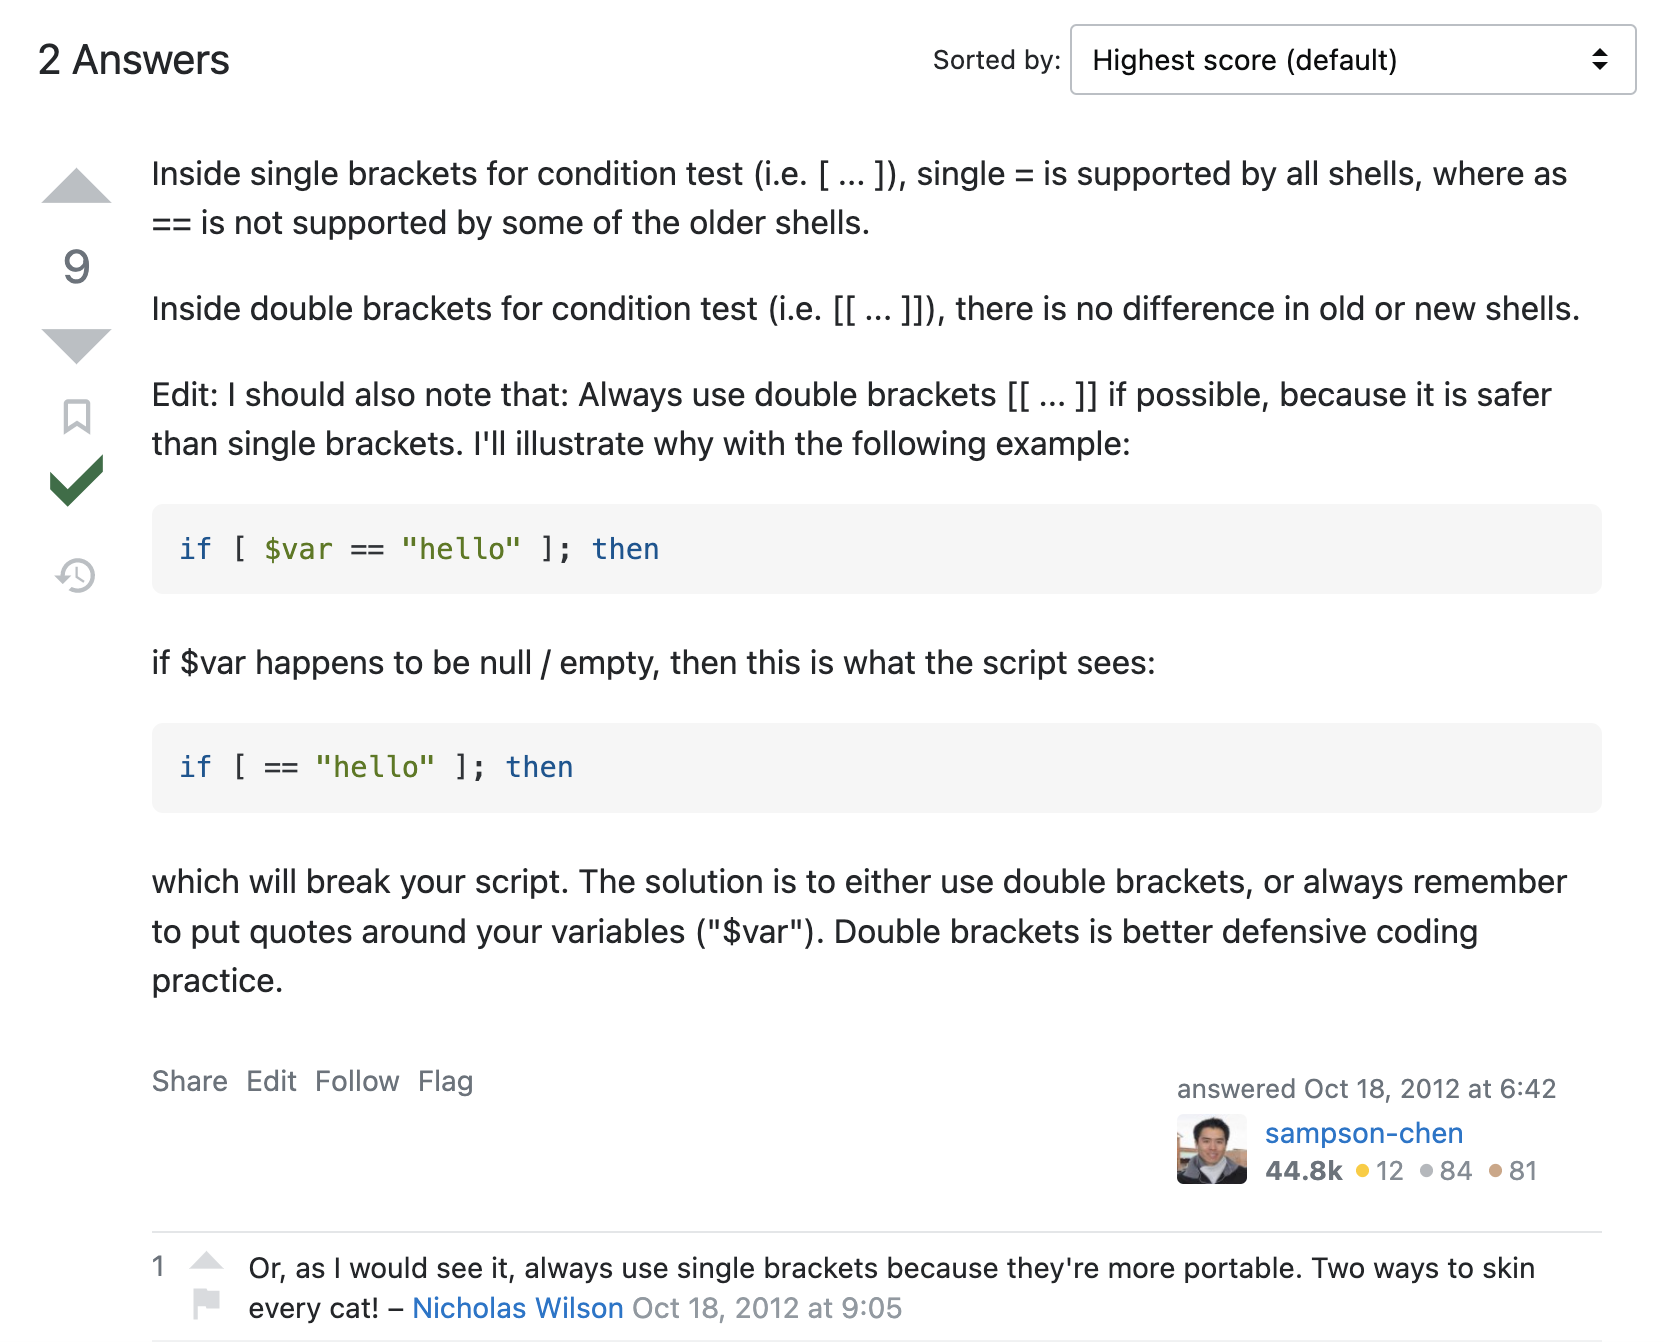 2 Answers
Sorted by: Highest score (default)
Inside single brackets for condition test (i.e. [ ... ]), single = is supported by all shells, where as
== is not supported by some of the older shells.
9
Inside double brackets for condition test (i.e. [[ ... ]]), there is no difference in old or new shells.
Edit: I should also note that: Always use double brackets [[ ... ]] if possible, because it is safer
than single brackets. I'll illustrate why with the following example:
if [ $var == "hello" ]; then
if $var happens to be null / empty, then this is what the script sees:
if [ == "hello" ]; then
which will break your script. The solution is to either use double brackets, or always remember
to put quotes around your variables ("$var"). Double brackets is better defensive coding
practice.
Share Edit Follow Flag
answered Oct 18, 2012 at 6:42
sampson-chen
44.8k 12 84 81
1 Or, as I would see it, always use single brackets because they're more portable. Two ways to skin
every cat! – Nicholas Wilson Oct 18, 2012 at 9:05